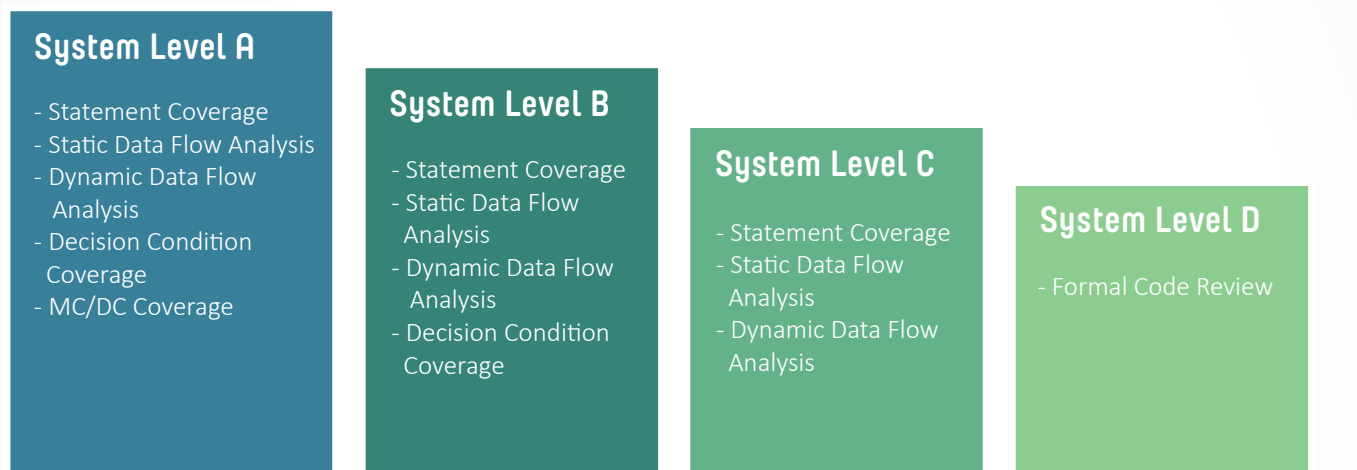 System Level A
- Statement Coverage
- Static Data Flow Analysis
- Dynamic Data Flow
Analysis
- Decision Condition
Coverage
- MC/DC Coverage
System Level B
- Statement Coverage
- Static Data Flow
Analysis
- Dynamic Data Flow
Analysis
- Decision Condition
Coverage
System Level C
- Statement Coverage
- Static Data Flow
Analysis
- Dynamic Data Flow
Analysis
System Level D
- Formal Code Review